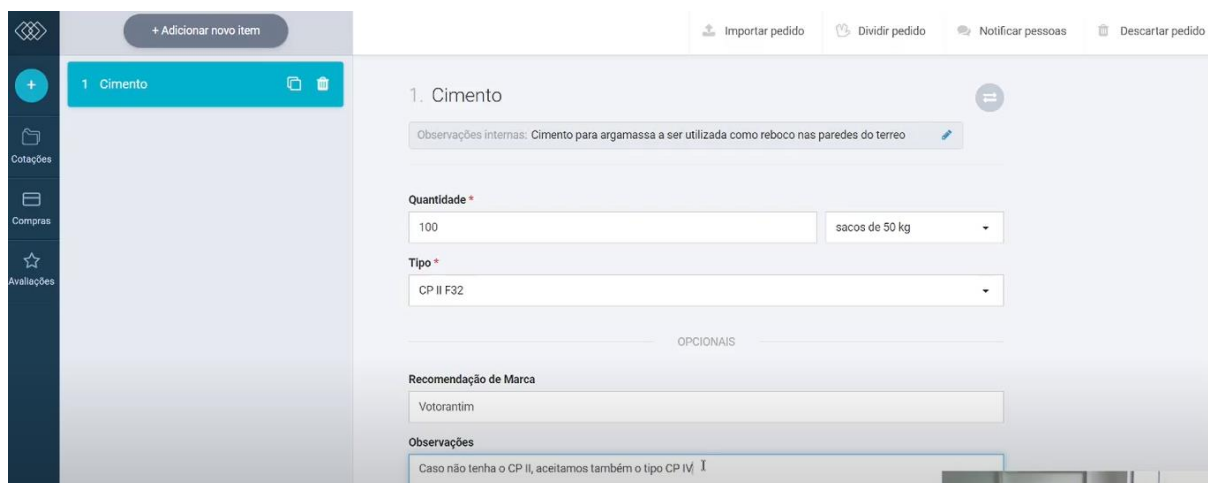 + Adicionar novo item
Importar pedido
Dividir pedido
Notificar pessoas
Descartar pedido
+
Cotações
Compras
Avaliações
1 Cimento
1. Cimento
Observações internas: Cimento para argamassa a ser utilizada como reboco nas paredes do terreo
Quantidade *
100
sacos de 50 kg
Tipo *
CP II F32
OPCIONAIS
Recomendação de Marca
Votorantim
Observações
Caso não tenha o CP II, aceitamos também o tipo CP IV